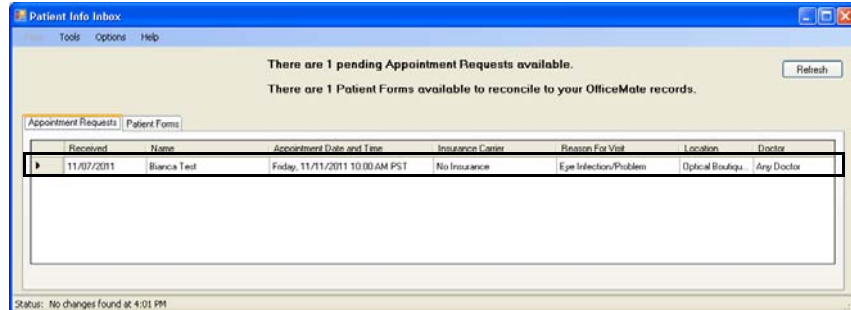 Patient Info Inbox
Tools Options Help
There are 1 pending Appointment Requests available.
Refresh
There are 1 Patient Forms available to reconcile to your OfficeMate records.
Appointment Requests Patient Forms
Received Name Appointment Date and Time Insurance Carrier Reason For Visit Location Doctor
11/07/2011 Bianca Test Friday, 11/11/2011 10:00 AM PST No Insurance Eye Infection/Problem Optical Boutiqu... Any Doctor
Status: No changes found at 4:01 PM